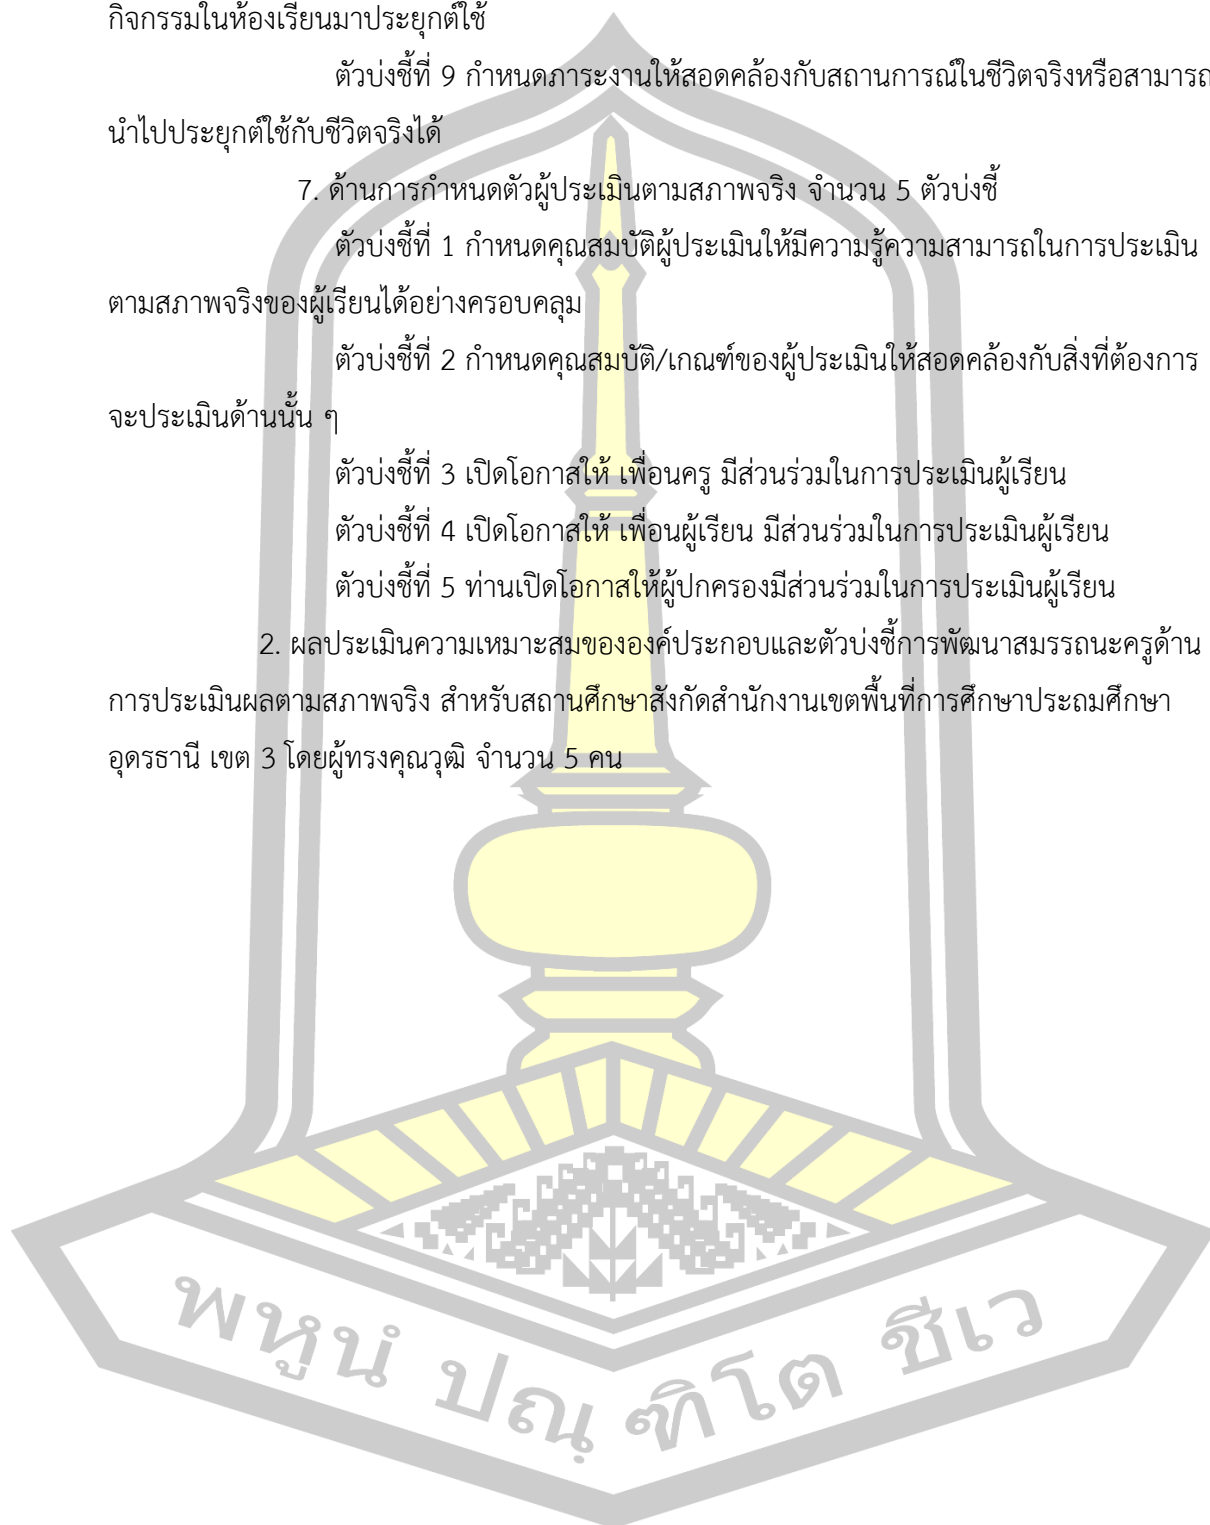 กิจกรรมในห้องเรียนมาประยุกต์ใช้
ตัวบ่งชี้ที่ 9 กำหนดภาระงานให้สอดคล้องกับสถานการณ์ในชีวิตจริงหรือสามารถ
นำไปประยุกต์ใช้กับชีวิตจริงได้
7. ด้านการกำหนดตัวผู้ประเมินตามสภาพจริง จำนวน 5 ตัวบ่งชี้
ตัวบ่งชี้ที่ 1 กำหนดคุณสมบัติผู้ประเมินให้มีความรู้ความสามารถในการประเมิน
ตามสภาพจริงของผู้เรียนได้อย่างครอบคลุม
ตัวบ่งชี้ที่ 2 กำหนดคุณสมบัติ/เกณฑ์ของผู้ประเมินให้สอดคล้องกับสิ่งที่ต้องการ
จะประเมินด้านนั้น ๆ
ตัวบ่งชี้ที่ 3 เปิดโอกาสให้ เพื่อนครู มีส่วนร่วมในการประเมินผู้เรียน
ตัวบ่งชี้ที่ 4 เปิดโอกาสให้ เพื่อนผู้เรียน มีส่วนร่วมในการประเมินผู้เรียน
ตัวบ่งชี้ที่ 5 ท่านเปิดโอกาสให้ผู้ปกครองมีส่วนร่วมในการประเมินผู้เรียน
2. ผลประเมินความเหมาะสมขององค์ประกอบและตัวบ่งชี้การพัฒนาสมรรถนะครูด้าน
การประเมินผลตามสภาพจริง สำหรับสถานศึกษาสังกัดสำนักงานเขตพื้นที่การศึกษาประถมศึกษา
อุดรธานี เขต 3 โดยผู้ทรงคุณวุฒิ จำนวน 5 คน
พหูนํ ปณฺ ฑิโต ชีเว